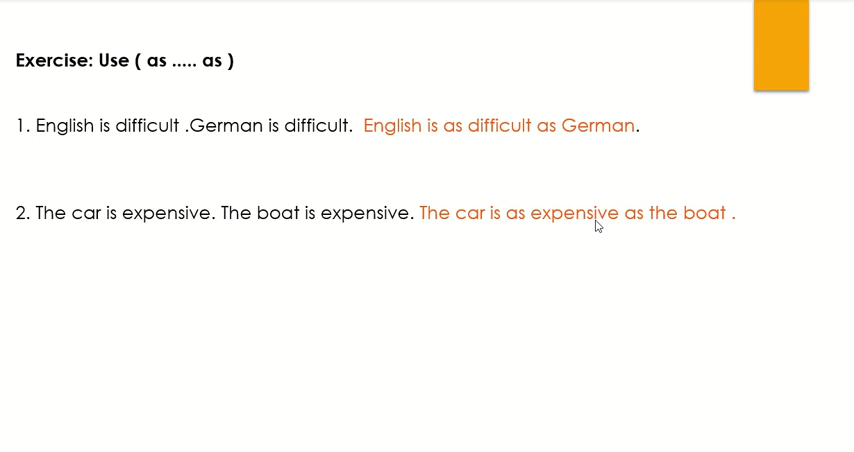 Exercise: Use ( as ..... as )
1. English is difficult .German is difficult. English is as difficult as German.
2. The car is expensive. The boat is expensive. The car is as expensive as the boat .